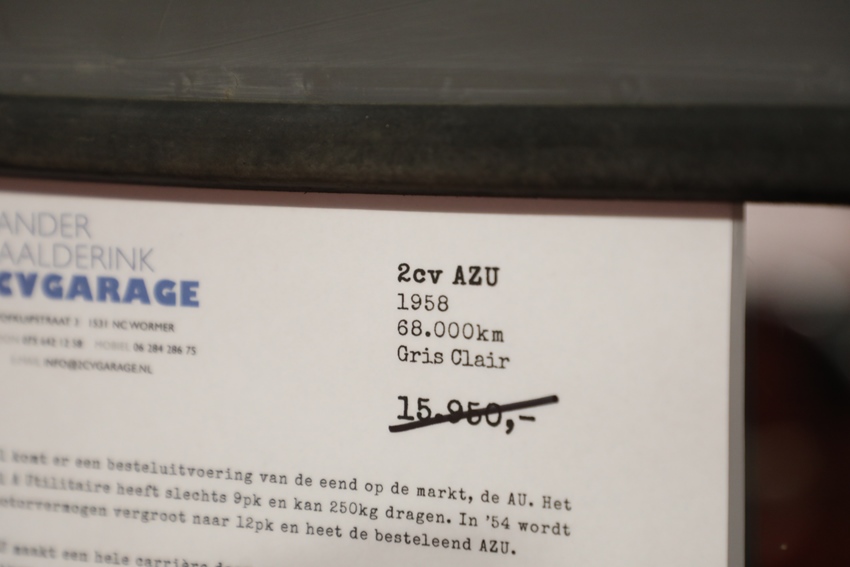 ANDER
AALDERINK
CVGARAGE
1531 NC WORMER
075 642 12 58 MOBIEL 06 284 286 75
INFO@2CVGARAGE.NL
2cv AZU
1958
68.000km
Gris Clair
15.950,-
komt er een besteluitvoering van de eend op de markt, de AU. Het
A Utilitaire heeft slechts 9pk en kan 250kg dragen. In '54 wordt
otorvermogen vergroot naar 12pk en heet de besteleend AZU.
maakt een hele carrière